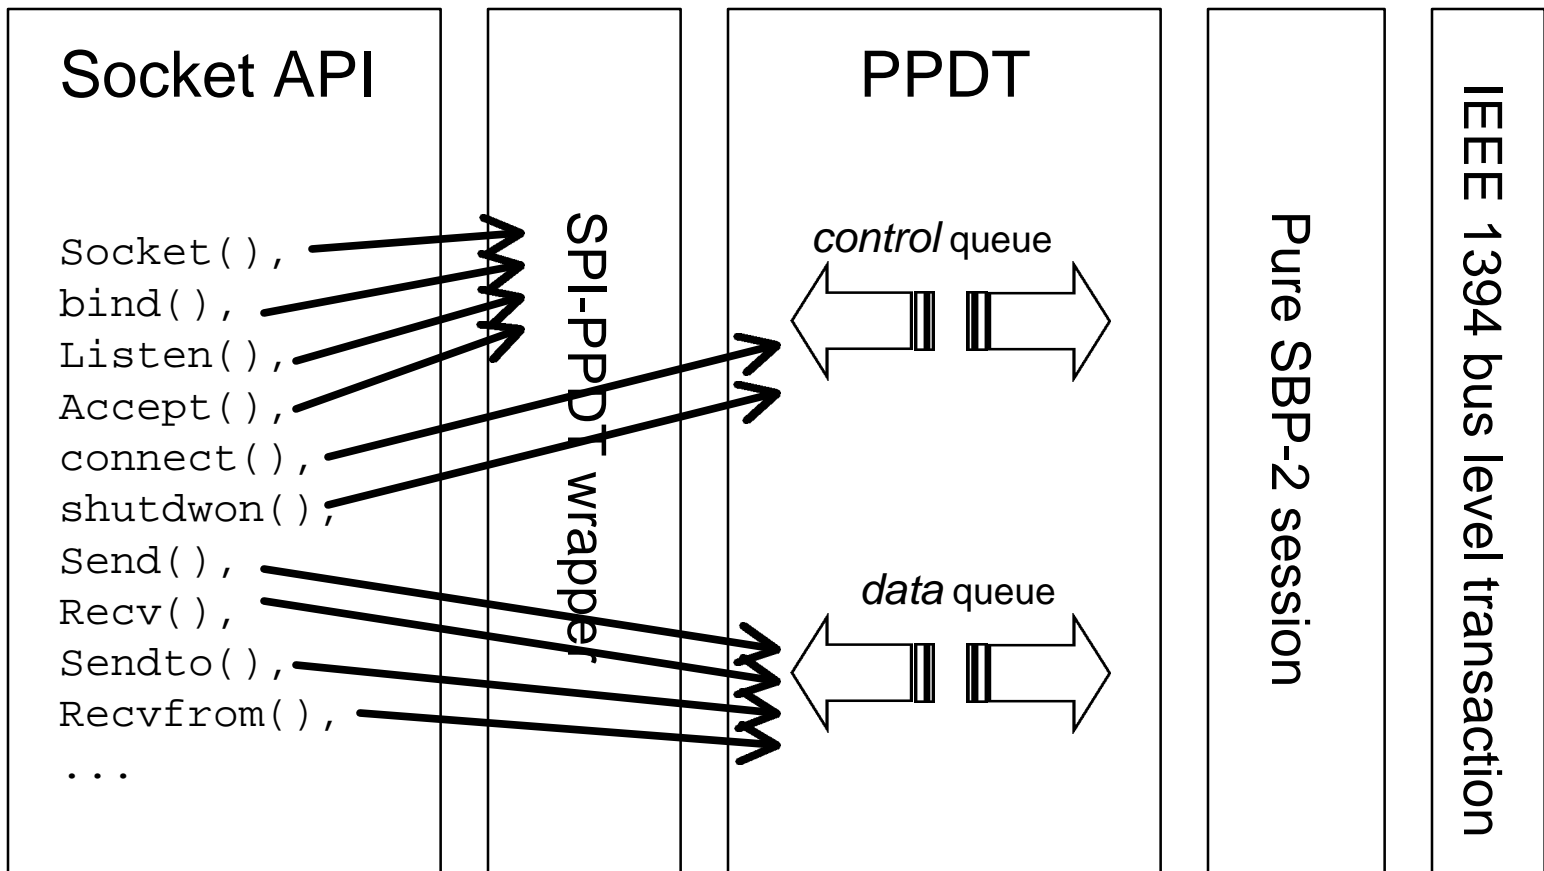 Socket API
Socket(),
bind(),
Listen(),
Accept(),
connect(),
shutdwon(),
Send(),
Recv(),
Sendto(),
Recvfrom(),
...
SPI-PPDT wrapper
PPDT
control queue
data queue
Pure SBP-2 session
IEEE 1394 bus level transaction